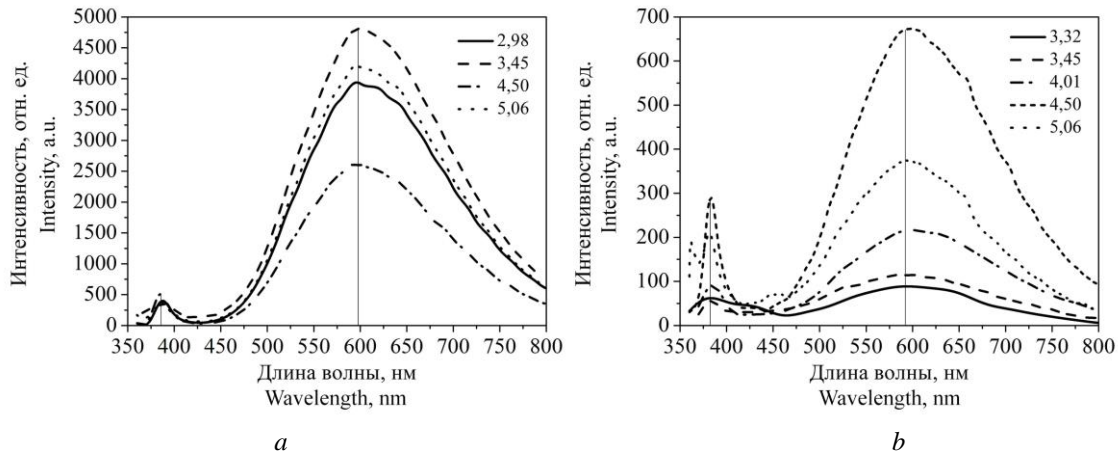 5000
4500
4000
3500
3000
2500
2000
1500
1000
500
0
Интенсивность, отн. ед.
Intensity, a.u.
2,98
3,45
4,50
5,06
350 400 450 500 550 600 650 700 750 800
Длина волны, нм
Wavelength, nm
a
700
600
500
400
300
200
100
0
Интенсивность, отн. ед.
Intensity, a.u.
3,32
3,45
4,01
4,50
5,06
350 400 450 500 550 600 650 700 750 800
Длина волны, нм
Wavelength, nm
b